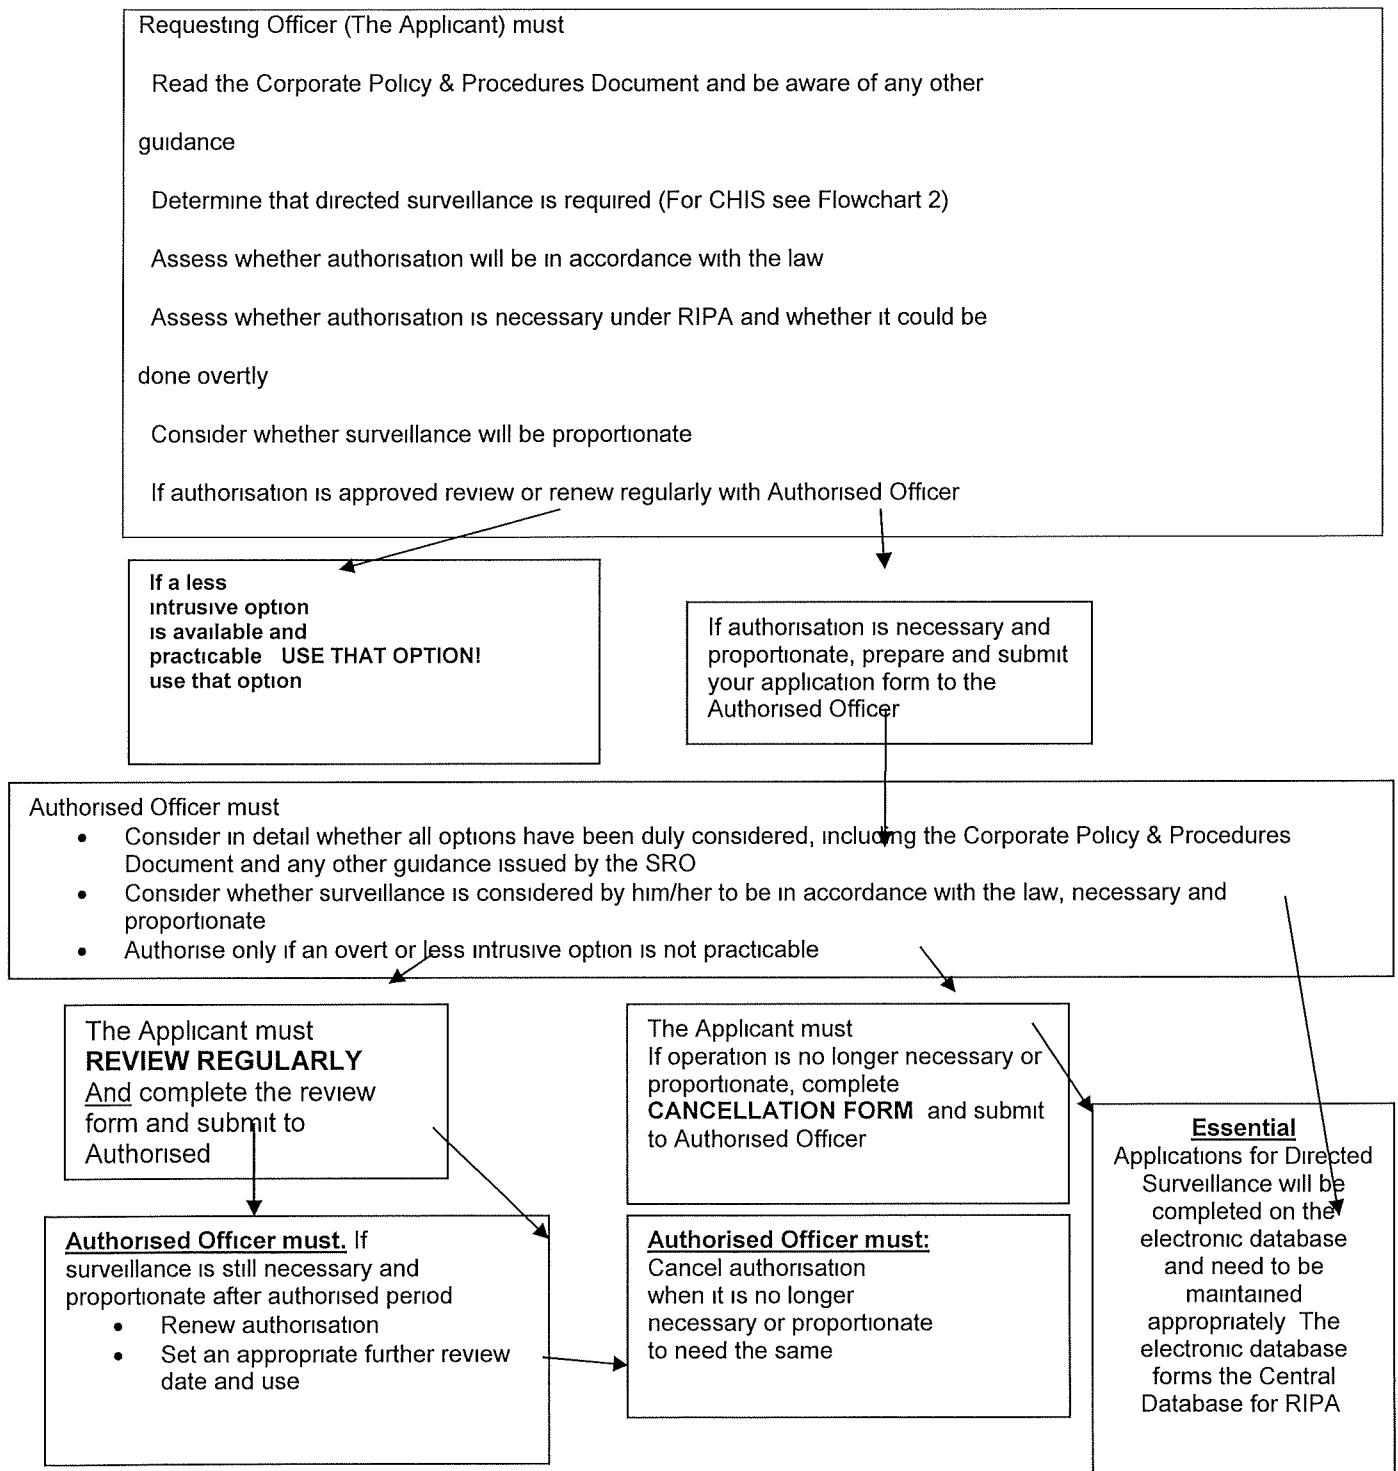 Requesting Officer (The Applicant) must
Read the Corporate Policy & Procedures Document and be aware of any other
guidance
Determine that directed surveillance is required (For CHIS see Flowchart 2)
Assess whether authorisation will be in accordance with the law
Assess whether authorisation is necessary under RIPA and whether it could be
done overtly
Consider whether surveillance will be proportionate
If authorisation is approved review or renew regularly with Authorised Officer
If a less
intrusive option
is available and
practicable USE THAT OPTION!
use that option
If authorisation is necessary and
proportionate, prepare and submit
your application form to the
Authorised Officer
Authorised Officer must
• Consider in detail whether all options have been duly considered, including the Corporate Policy & Procedures
Document and any other guidance issued by the SRO
• Consider whether surveillance is considered by him/her to be in accordance with the law, necessary and
proportionate
• Authorise only if an overt or less intrusive option is not practicable
The Applicant must
REVIEW REGULARLY
And complete the review
form and submit to
Authorised
The Applicant must
If operation is no longer necessary or
proportionate, complete
CANCELLATION FORM and submit
to Authorised Officer
Essential
Applications for Directed
Surveillance will be
completed on the
electronic database
and need to be
maintained
appropriately The
electronic database
forms the Central
Database for RIPA
Authorised Officer must. If
surveillance is still necessary and
proportionate after authorised period
• Renew authorisation
• Set an appropriate further review
date and use
Authorised Officer must:
Cancel authorisation
when it is no longer
necessary or proportionate
to need the same